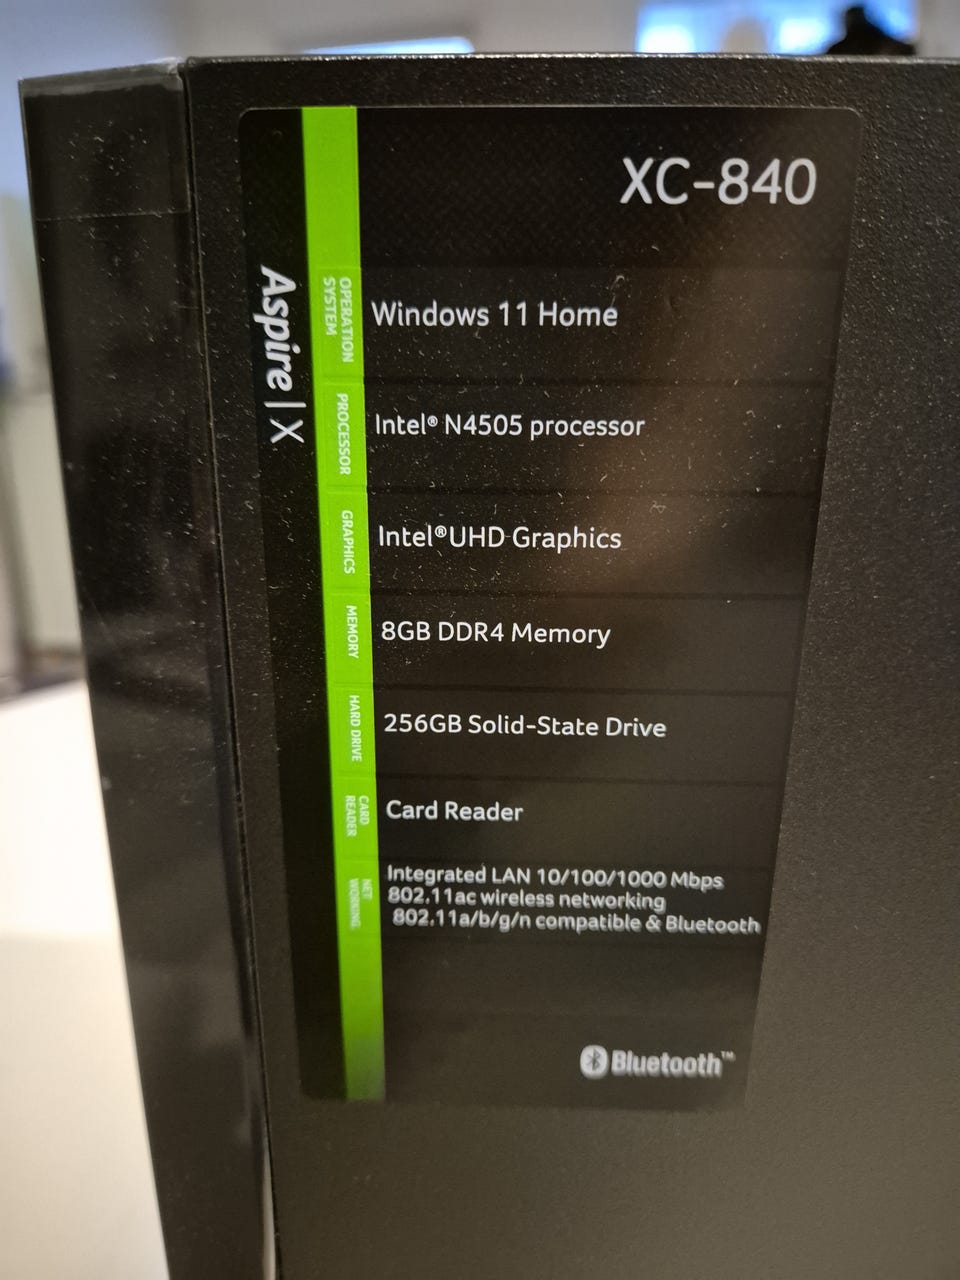 XC-840
Aspire | X
OPERATION
SYSTEM
Windows 11 Home
PROCESSOR
Intel® N4505 processor
GRAPHICS
Intel®UHD Graphics
MEMORY
8GB DDR4 Memory
HARD DRIVE
256GB Solid-State Drive
CARD
READER
Card Reader
NET
WORKING
Integrated LAN 10/100/1000 Mbps
802.11ac wireless networking
802.11a/b/g/n compatible & Bluetooth
Bluetooth™